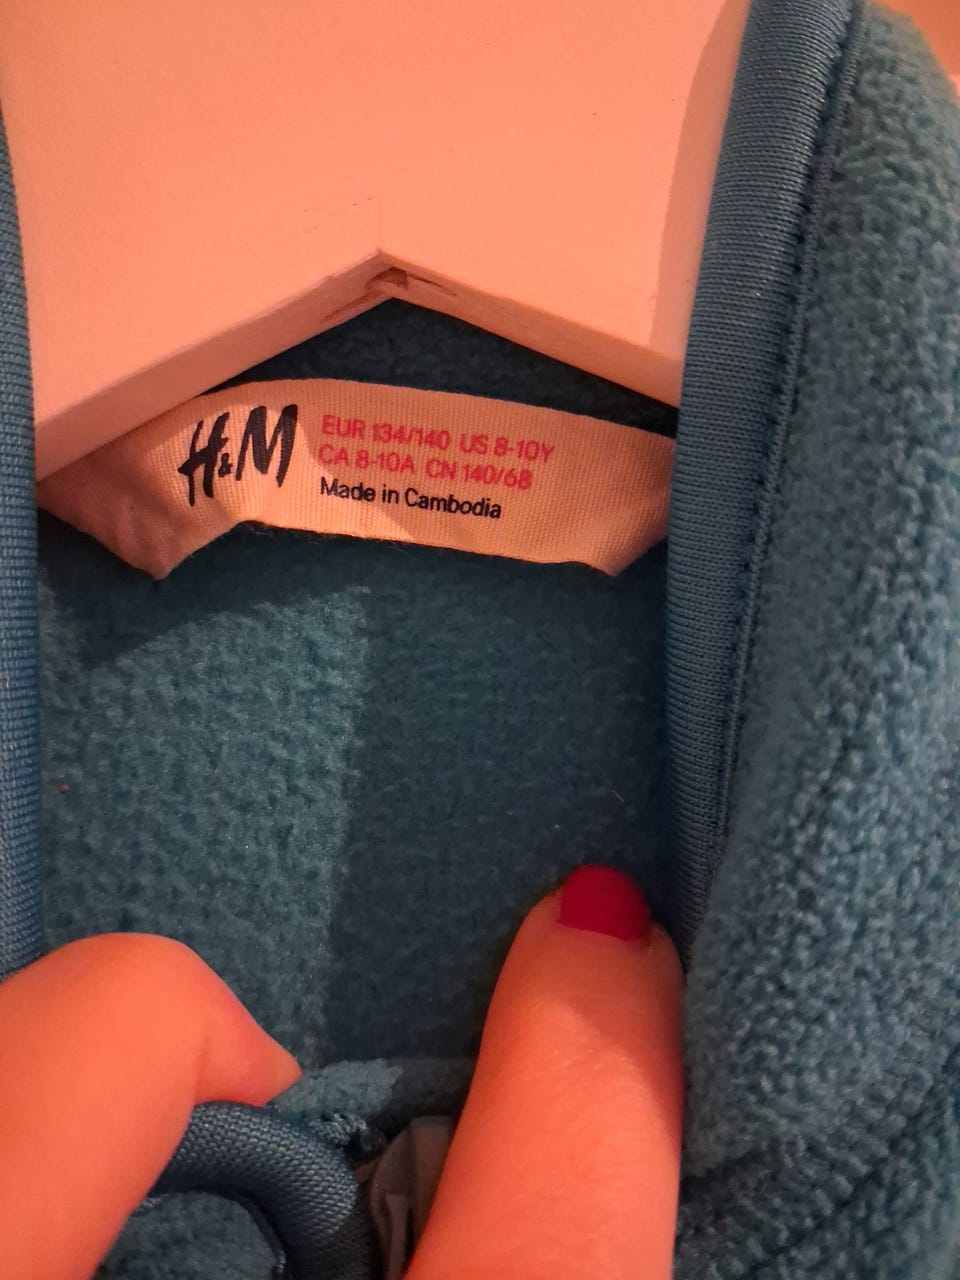 H&M
EUR 134/140 US 8-10Y
CA 8-10A CN 140/68
Made in Cambodia